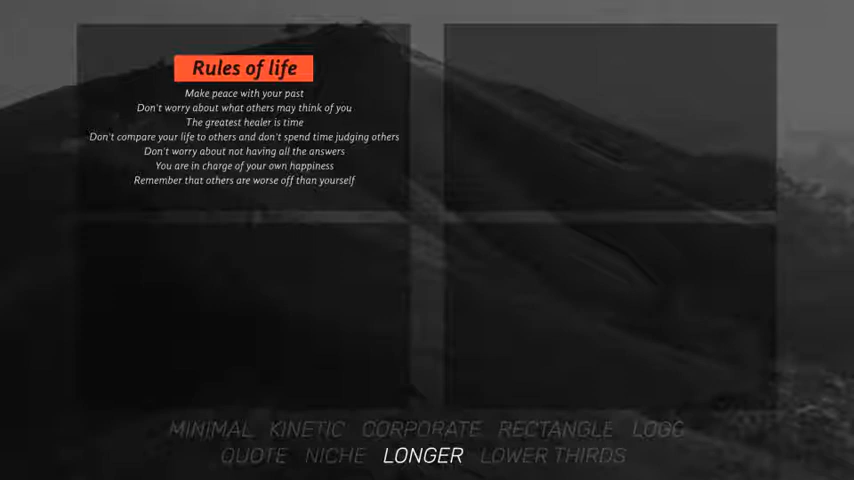 Rules of life
Make peace with your past
Don't worry about what others may think of you
The greatest healer is time
Don't compare your life to others and don't spend time judging others
Don't worry about not having all the answers
You are in charge of your own happiness
Remember that others are worse off than yourself
MINIMAL KINETIC CORPORATE RECTANGLE LOGO
QUOTE NICHE LONGER LOWER THIRDS